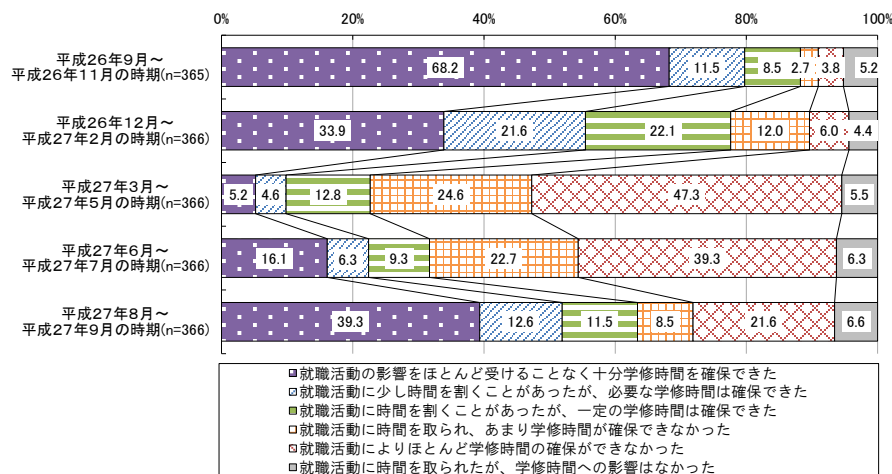 0% 20% 40% 60% 80% 100%
平成26年9月～
平成26年11月の時期(n=365)
68.2 11.5 8.5 2.7 3.8 5.2
平成26年12月～
平成27年2月の時期(n=366)
33.9 21.6 22.1 12.0 6.0 4.4
平成27年3月～
平成27年5月の時期(n=366)
5.2 4.6 12.8 24.6 47.3 5.5
平成27年6月～
平成27年7月の時期(n=366)
16.1 6.3 9.3 22.7 39.3 6.3
平成27年8月～
平成27年9月の時期(n=366)
39.3 12.6 11.5 8.5 21.6 6.6
就職活動の影響をほとんど受けることなく十分学修時間を確保できた
就職活動に少し時間を割くことがあったが、必要な学修時間は確保できた
就職活動に時間を割くことがあったが、一定の学修時間は確保できた
就職活動に時間を取られ、あまり学修時間が確保できなかった
就職活動によりほとんど学修時間の確保ができなかった
就職活動に時間を取られたが、学修時間への影響はなかった